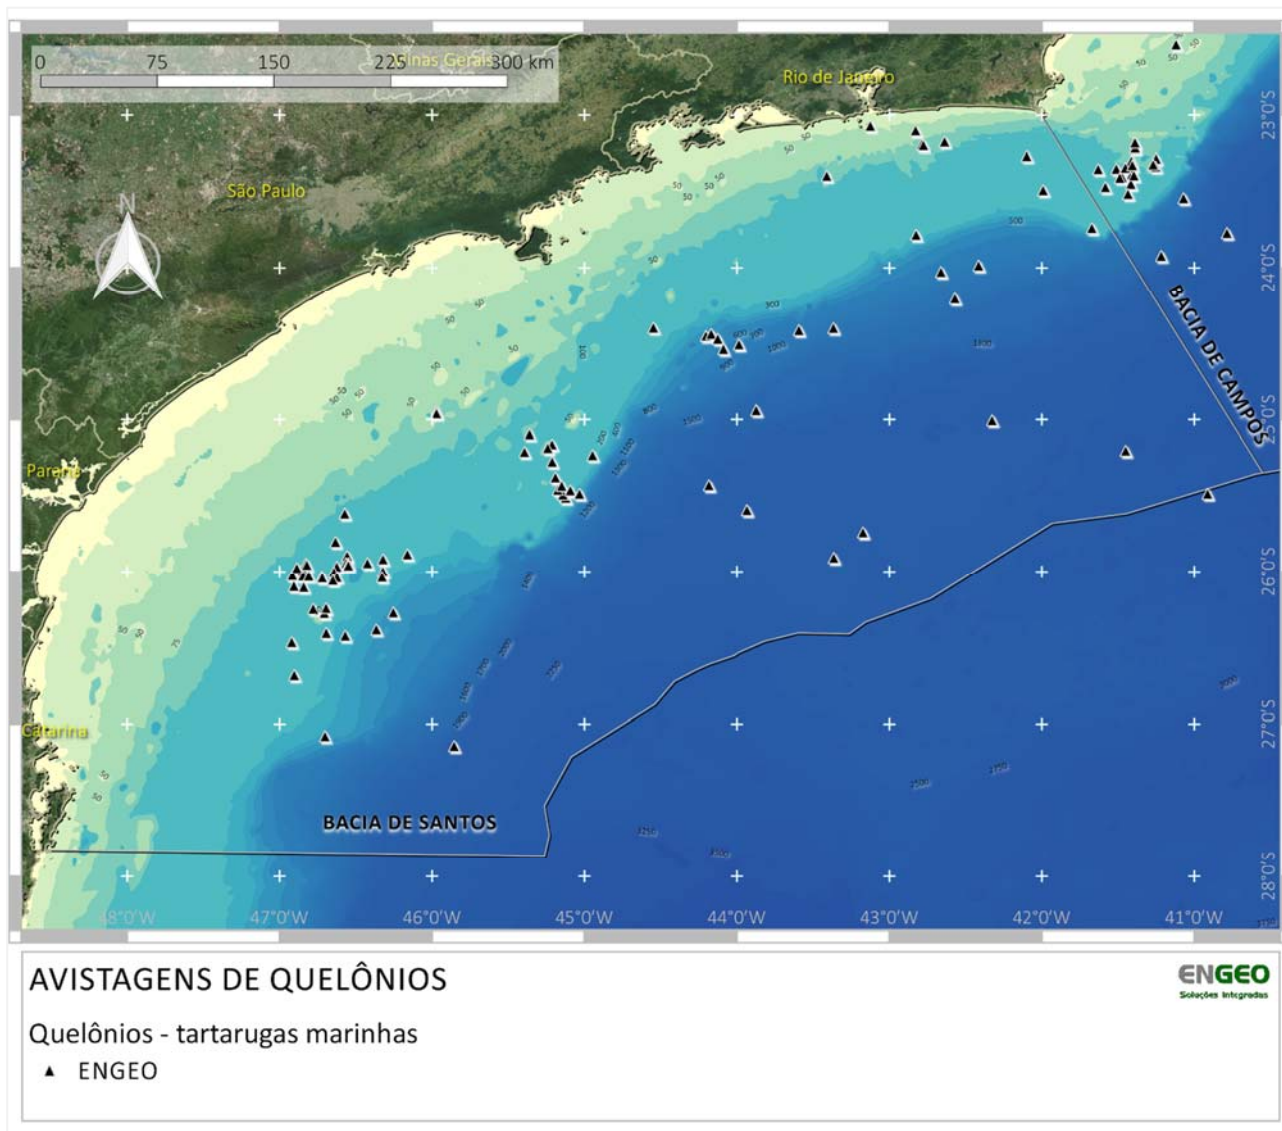 0 75 150 225 300 km
Minas Gerais
Rio de Janeiro
São Paulo
N
Paraná
Catarina
BACIA DE CAMPOS
BACIA DE SANTOS
23°0'S
24°0'S
25°0'S
26°0'S
27°0'S
28°0'S
48°0'W 47°0'W 46°0'W 45°0'W 44°0'W 43°0'W 42°0'W 41°0'W
AVISTAGENS DE QUELÔNIOS
ENGEO
Soluções Integradas
Quelônios - tartarugas marinhas
ENGEO